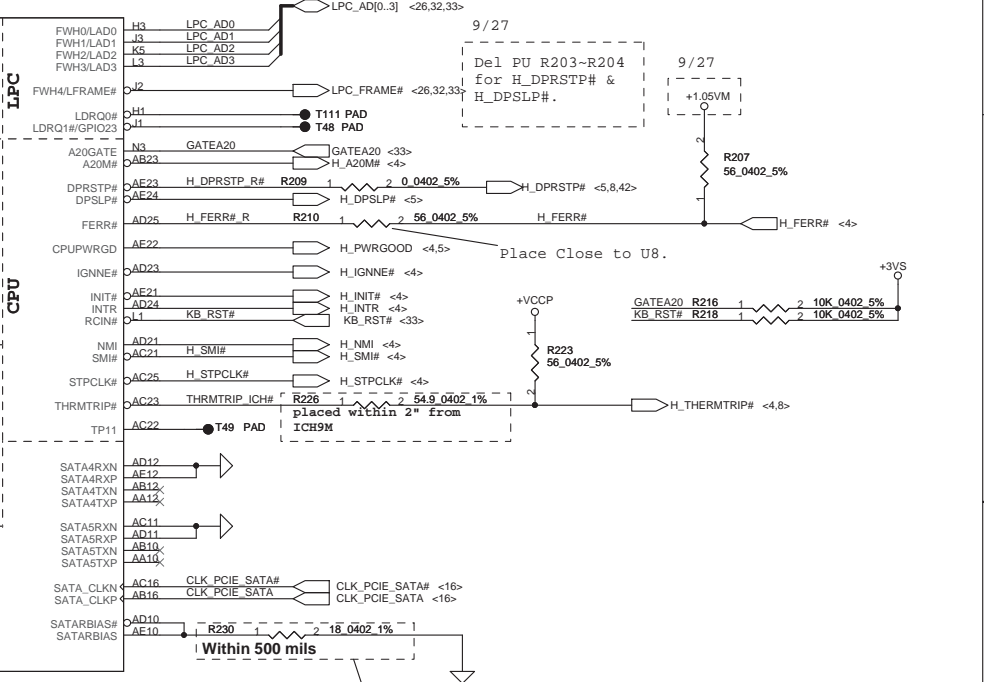 LPC_AD[0..3] <26,32,33>
LPC
FWH0/LAD0 H3 LPC_AD0
FWH1/LAD1 J3 LPC_AD1
FWH2/LAD2 K5 LPC_AD2
FWH3/LAD3 L3 LPC_AD3
FWH4/LFRAME# J2 LPC_FRAME# <26,32,33>
LDRQ0# H1 T111 PAD
LDRQ1#/GPIO23 J1 T48 PAD
9/27
Del PU R203~R204
for H_DPRSTP# &
H_DPSLP#.
9/27
+1.05VM
2
R207
56_0402_5%
1
CPU
A20GATE N3 GATEA20 GATEA20 <33>
A20M# AB23 H_A20M# <4>
DPRSTP# AE23 H_DPRSTP_R# R209 1 2 0_0402_5% H_DPRSTP# <5,8,42>
DPSLP# AE24 H_DPSLP# <5>
FERR# AD25 H_FERR#_R R210 1 2 56_0402_5% H_FERR# H_FERR# <4>
Place Close to U8.
CPUPWRGD AE22 H_PWRGOOD <4,5>
IGNNE# AD23 H_IGNNE# <4>
INIT# AE21 H_INIT# <4>
INTR AD24 H_INTR <4>
RCIN# L1 KB_RST# KB_RST# <33>
+3VS
GATEA20 R216 1 2 10K_0402_5%
KB_RST# R218 1 2 10K_0402_5%
NMI AD21 H_NMI <4>
SMI# AC21 H_SMI# H_SMI# <4>
+VCCP
1
R223
56_0402_5%
2
STPCLK# AC25 H_STPCLK# H_STPCLK# <4>
THRMTRIP# AC23 THRMTRIP_ICH# R226 1 2 54.9_0402_1% H_THERMTRIP# <4,8>
placed within 2" from
ICH9M
TP11 AC22 T49 PAD
SATA4RXN AD12
SATA4RXP AE12
SATA4TXN AB12
SATA4TXP AA12
SATA5RXN AC11
SATA5RXP AD11
SATA5TXN AB10
SATA5TXP AA10
SATA_CLKN AC16 CLK_PCIE_SATA# CLK_PCIE_SATA# <16>
SATA_CLKP AB16 CLK_PCIE_SATA CLK_PCIE_SATA <16>
SATARBIAS# AD10
SATARBIAS AE10 R230 1 2 18_0402_1%
Within 500 mils